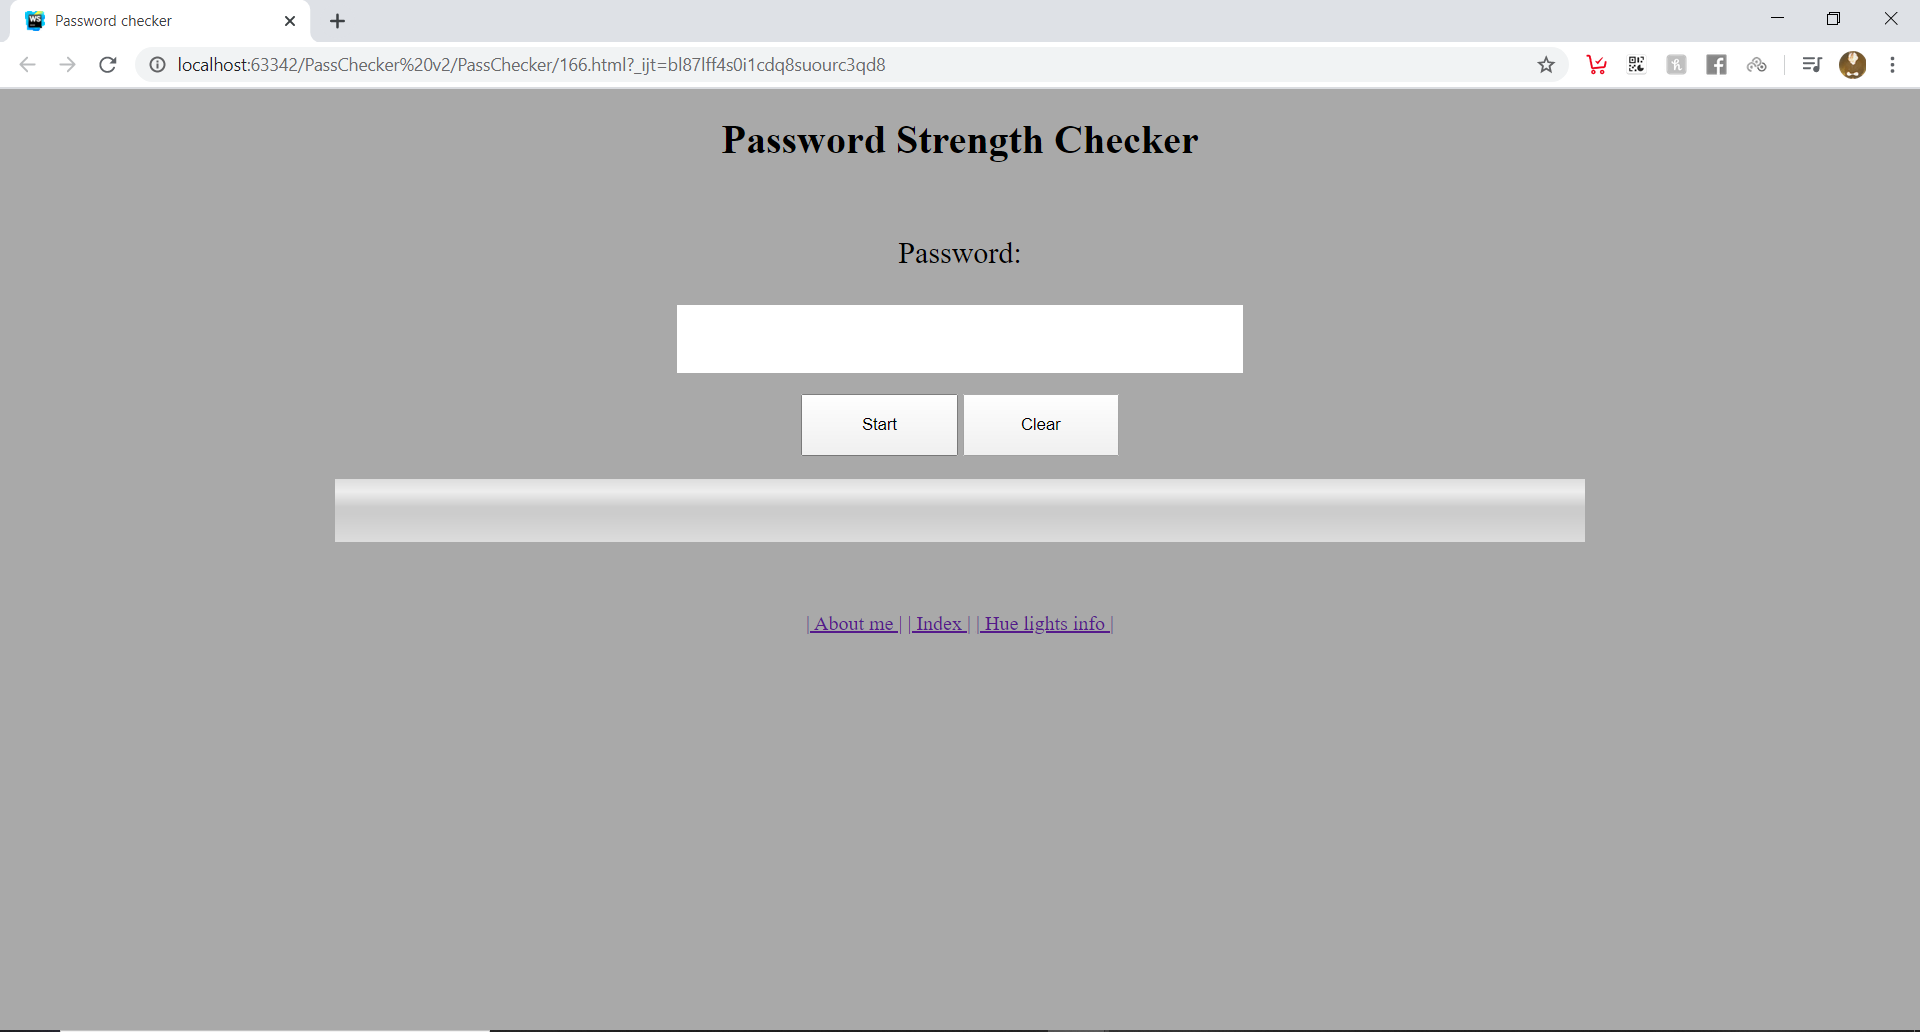 Password checker
localhost:63342/PassChecker%20v2/PassChecker/166.html?_ijt=bl87lff4s0i1cdq8suourc3qd8
Password Strength Checker
Password:
Start Clear
| About me | | Index | | Hue lights info |